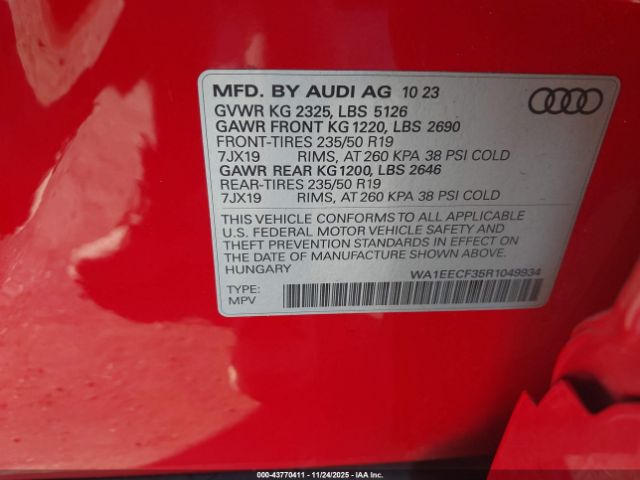 MFD. BY AUDI AG 10 23
GVWR KG 2325, LBS 5126
GAWR FRONT KG 1220, LBS 2690
FRONT-TIRES 235/50 R19
7JX19 RIMS, AT 260 KPA 38 PSI COLD
GAWR REAR KG 1200, LBS 2646
REAR-TIRES 235/50 R19
7JX19 RIMS, AT 260 KPA 38 PSI COLD
THIS VEHICLE CONFORMS TO ALL APPLICABLE
U.S. FEDERAL MOTOR VEHICLE SAFETY AND
THEFT PREVENTION STANDARDS IN EFFECT ON
THE DATE OF MANUFACTURE SHOWN ABOVE.
HUNGARY WA1EECF35R1049934
TYPE:
MPV
000-43770411 - 11/24/2025 - IAA Inc.